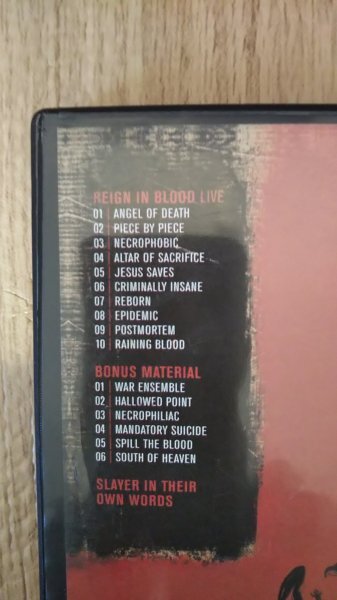 REIGN IN BLOOD LIVE
01 ANGEL OF DEATH
02 PIECE BY PIECE
03 NECROPHOBIC
04 ALTAR OF SACRIFICE
05 JESUS SAVES
06 CRIMINALLY INSANE
07 REBORN
08 EPIDEMIC
09 POSTMORTEM
10 RAINING BLOOD
BONUS MATERIAL
01 WAR ENSEMBLE
02 HALLOWED POINT
03 NECROPHILIAC
04 MANDATORY SUICIDE
05 SPILL THE BLOOD
06 SOUTH OF HEAVEN
SLAYER IN THEIR
OWN WORDS